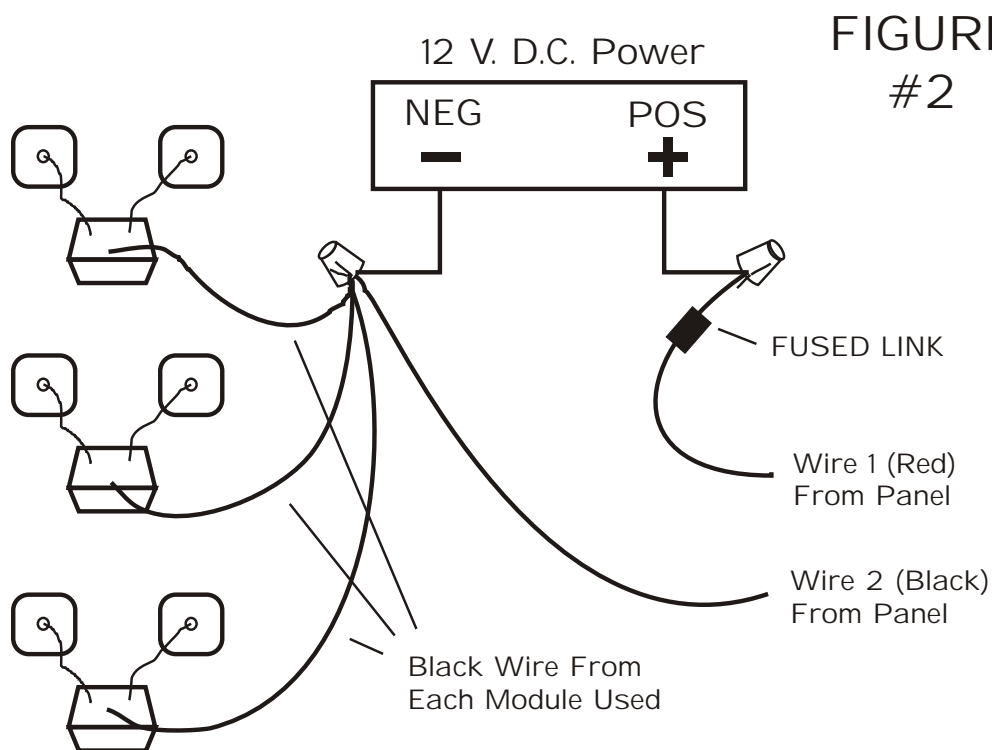 FIGURE
#2
12 V. D.C. Power
NEG
POS
FUSED LINK
Wire 1 (Red)
From Panel
Wire 2 (Black)
From Panel
Black Wire From
Each Module Used